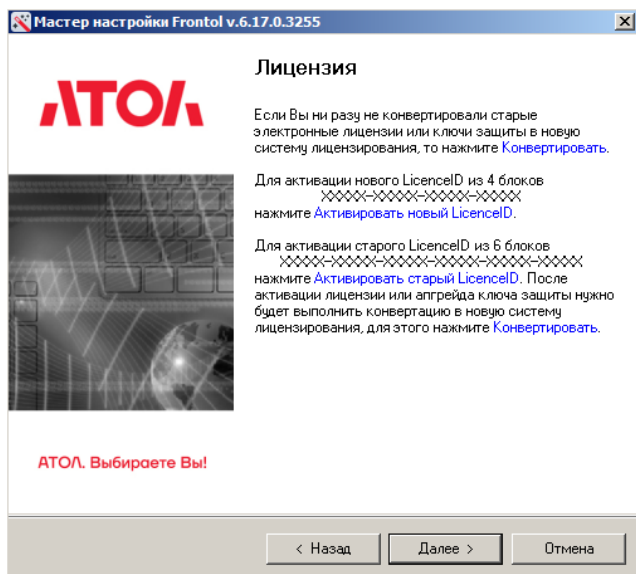 Мастер настройки Frontol v.6.17.0.3255
АТОЛ
Лицензия
Если Вы ни разу не конвертировали старые
электронные лицензии или ключи защиты в новую
систему лицензирования, то нажмите Конвертировать.
Для активации нового LicenceID из 4 блоков
XXXXX-XXXXX-XXXXX-XXXXX
нажмите Активировать новый LicenceID.
Для активации старого LicenceID из 6 блоков
XXXXX-XXXXX-XXXXX-XXXXX-XXXXX-XXXXX
нажмите Активировать старый LicenceID. После
активации лицензии или апгрейда ключа защиты нужно
будет выполнить конвертацию в новую систему
лицензирования, для этого нажмите Конвертировать.
АТОЛ. Выбираете Вы!
< Назад
Далее >
Отмена